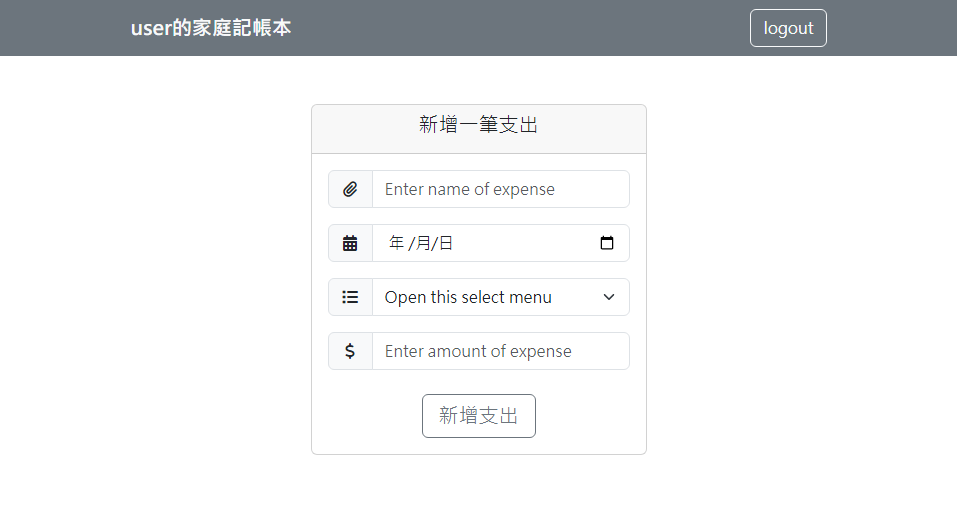 user的家庭記帳本
logout
新增一筆支出
Enter name of expense
年 /月/日
Open this select menu
$
Enter amount of expense
新增支出